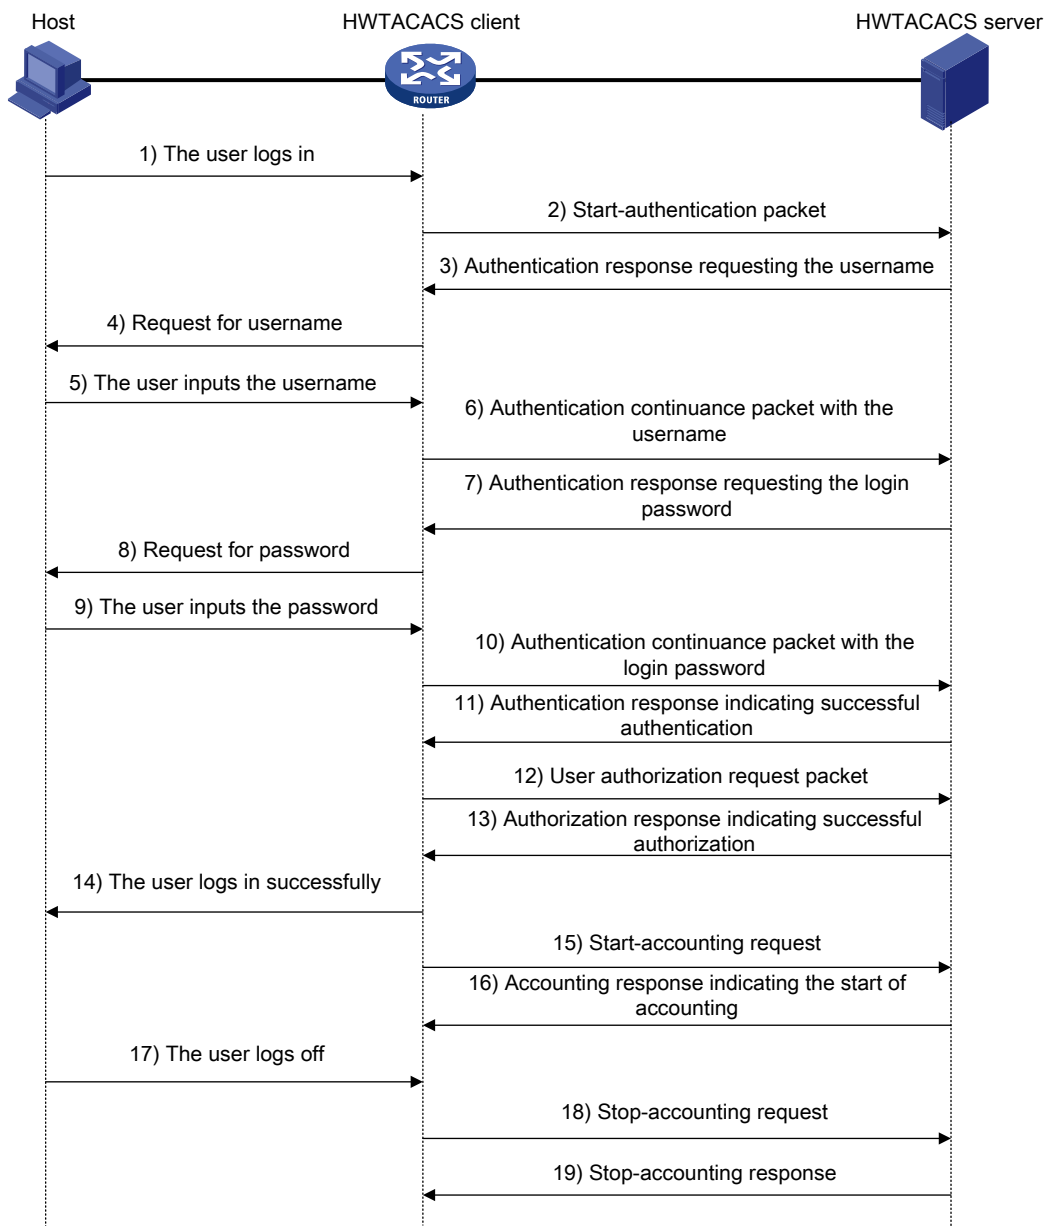 Host
HWTACACS client
HWTACACS server
ROUTER
1) The user logs in
2) Start-authentication packet
3) Authentication response requesting the username
4) Request for username
5) The user inputs the username
6) Authentication continuance packet with the
username
7) Authentication response requesting the login
password
8) Request for password
9) The user inputs the password
10) Authentication continuance packet with the
login password
11) Authentication response indicating successful
authentication
12) User authorization request packet
13) Authorization response indicating successful
authorization
14) The user logs in successfully
15) Start-accounting request
16) Accounting response indicating the start of
accounting
17) The user logs off
18) Stop-accounting request
19) Stop-accounting response